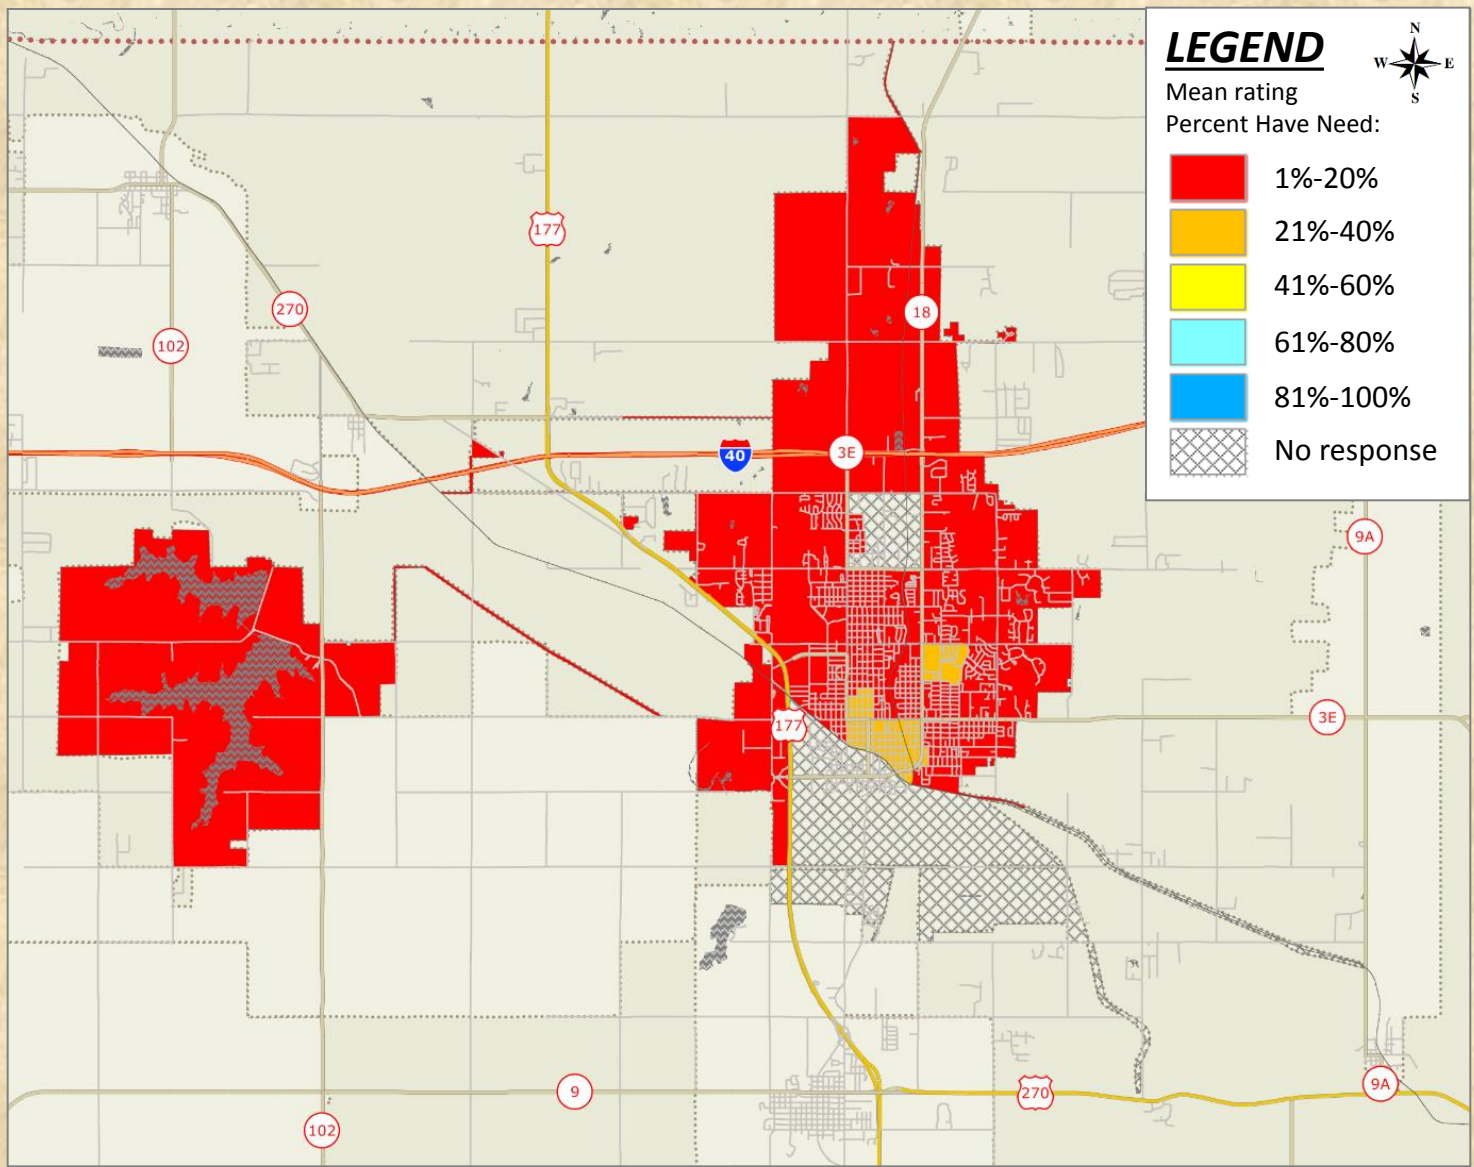 LEGEND
N
W E
S
Mean rating
Percent Have Need:
1%-20%
21%-40%
41%-60%
61%-80%
81%-100%
No response
177
270
18
102
40
3E
9A
177
3E
9
270
9A
102